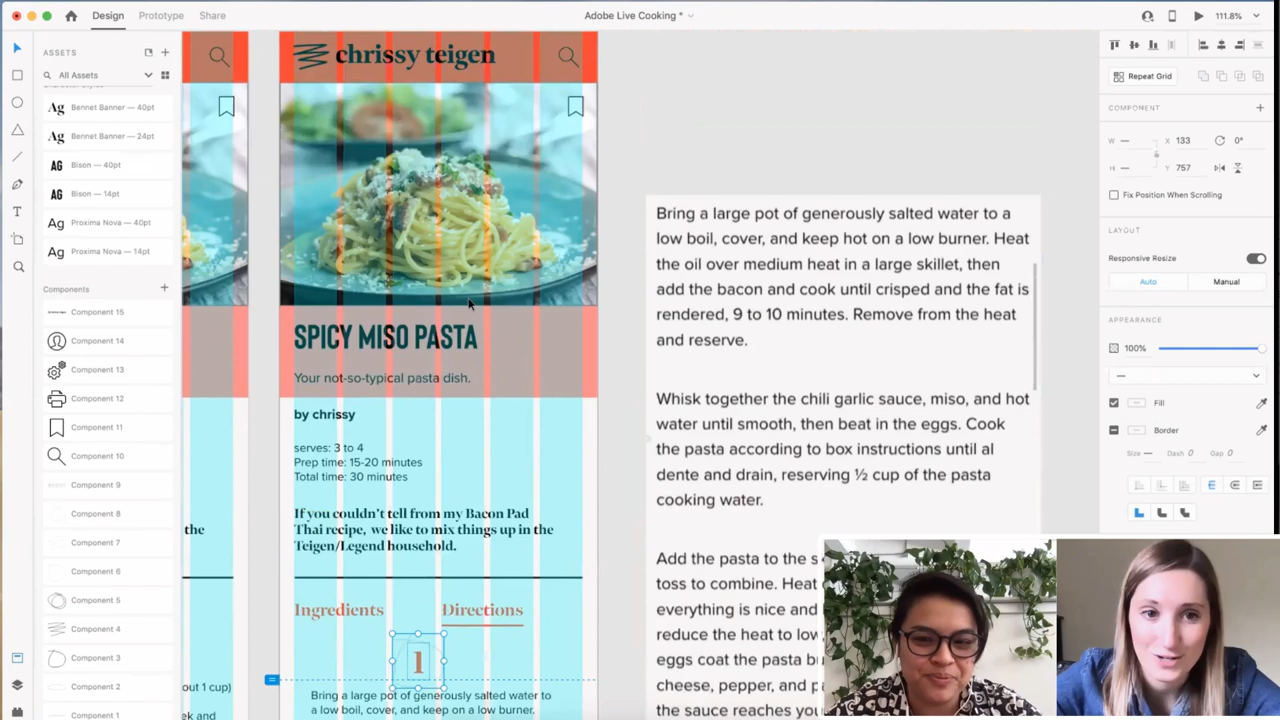 Design
Prototype
Share
Adobe Live Cooking *
111.8%
ASSETS
All Assets
Character Styles
Ag Bennet Banner — 40pt
Ag Bennet Banner — 24pt
AG Bison — 40pt
AG Bison — 14pt
Ag Proxima Nova — 40pt
Ag Proxima Nova — 14pt
Components
Component 15
Component 14
Component 13
Component 12
Component 11
Component 10
Component 9
Component 8
Component 7
Component 6
Component 5
Component 4
Component 3
Component 2
Component 1
the
out 1 cup)
ek and
chrissy teigen
SPICY MISO PASTA
Your not-so-typical pasta dish.
by chrissy
serves: 3 to 4
Prep time: 15-20 minutes
Total time: 30 minutes
If you couldn't tell from my Bacon Pad
Thai recipe, we like to mix things up in the
Teigen/Legend household.
Ingredients
Directions
1
Bring a large pot of generously salted water to
a low boil, cover, and keep hot on a low burner.
Bring a large pot of generously salted water to a
low boil, cover, and keep hot on a low burner. Heat
the oil over medium heat in a large skillet, then
add the bacon and cook until crisped and the fat is
rendered, 9 to 10 minutes. Remove from the heat
and reserve.
Whisk together the chili garlic sauce, miso, and hot
water until smooth, then beat in the eggs. Cook
the pasta according to box instructions until al
dente and drain, reserving ½ cup of the pasta
cooking water.
Add the pasta to the s
toss to combine. Heat
everything is nice and
reduce the heat to low
eggs coat the pasta b
cheese, pepper, and p
the sauce reaches you
Repeat Grid
COMPONENT
W —
X 133
0°
H —
Y 757
Fix Position When Scrolling
LAYOUT
Responsive Resize
Auto
Manual
APPEARANCE
100%
—
Fill
Border
Size —
Dash 0
Gap 0